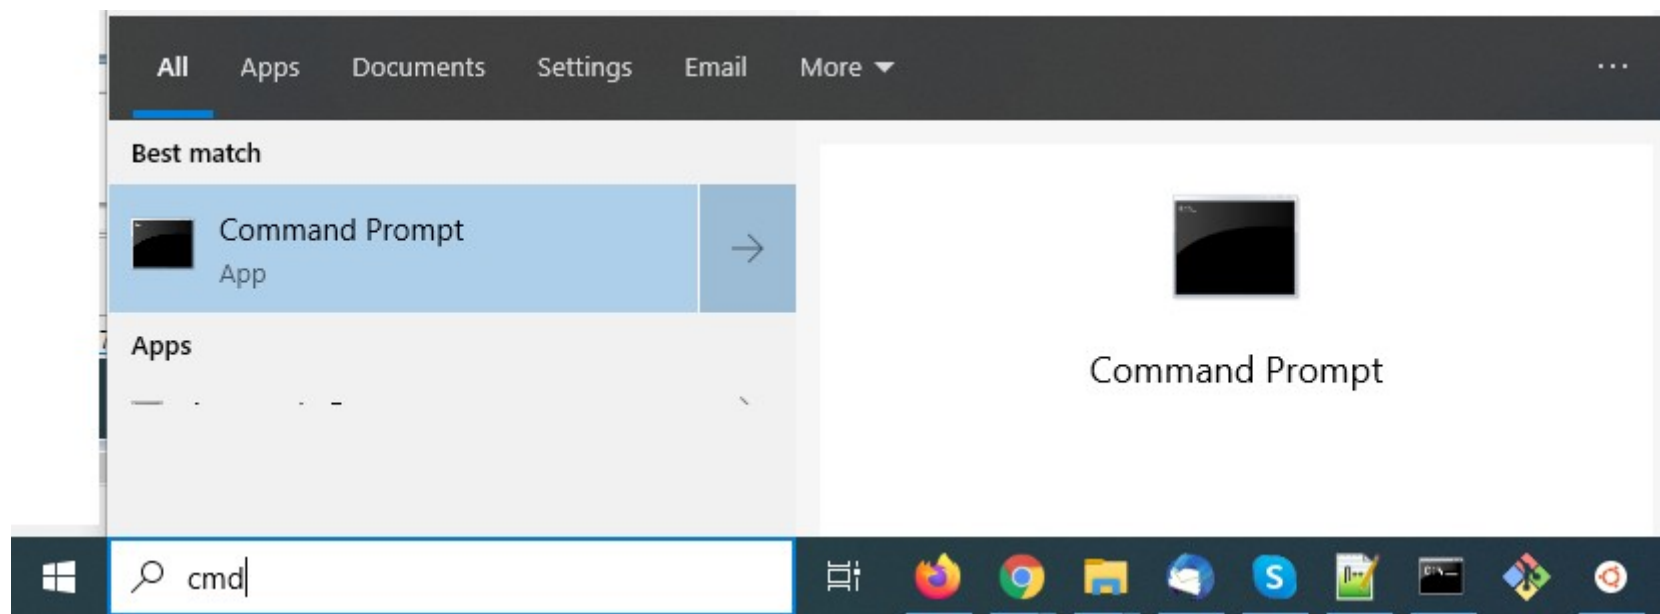 All Apps Documents Settings Email More ...
Best match
Command Prompt
App
Apps
Command Prompt
cmd